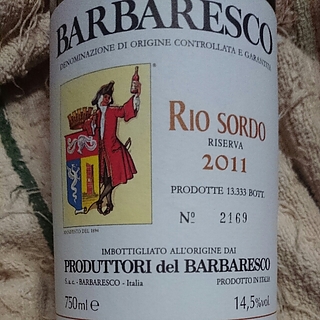 BARBARESCO
DENOMINAZIONE DI ORIGINE CONTROLLATA E GARANTITA
RIO SORDO
RISERVA
2011
PRODOTTE 13.333 BOTT.
Nº 2169
IMBOTTIGLIATO ALL'ORIGINE DAI
PRODUTTORI del BARBARESCO
S.a.c. - BARBARESCO - Italia PRODOTTO IN ITALIA
750ml e 14,5%vol